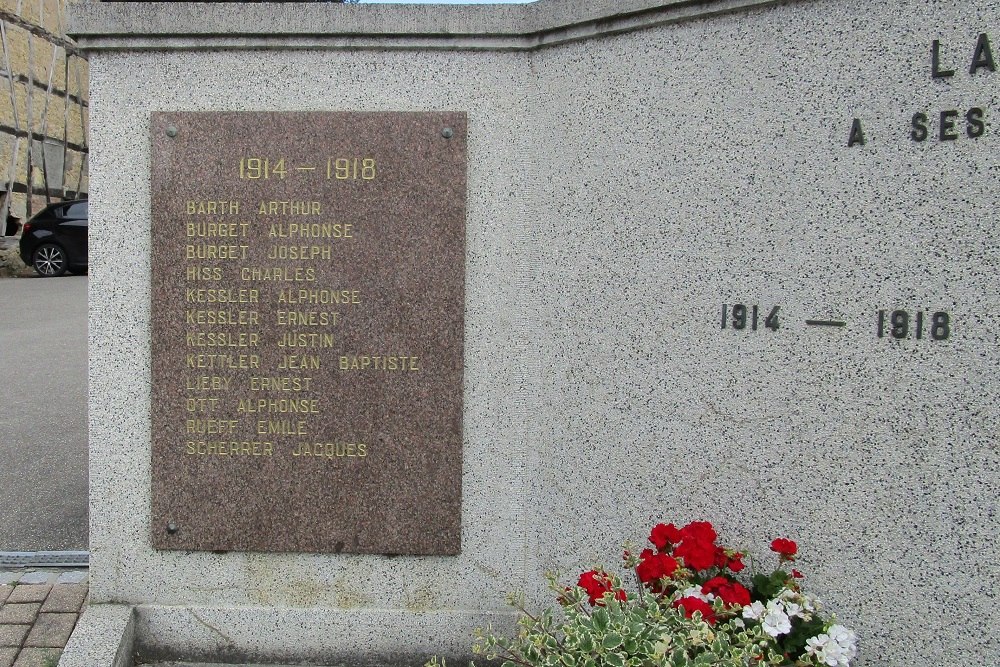 1914 — 1918
BARTH ARTHUR
BURGET ALPHONSE
BURGET JOSEPH
HISS CHARLES
KESSLER ALPHONSE
KESSLER ERNEST
KESSLER JUSTIN
KETTLER JEAN BAPTISTE
LIEBY ERNEST
OTT ALPHONSE
RUEFF EMILE
SCHERRER JACQUES
LA
A SES
1914 — 1918